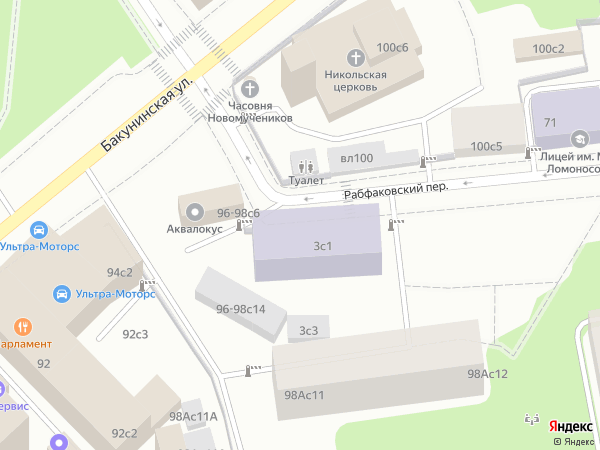 100с6
100с2
Никольская
церковь
Бакунинская ул.
Часовня
Новомучеников
71
100с5
Лицей им. М
Ломоносо
вл100
Туалет
Рабфаковский пер.
96-98с6
Аквалокус
3с1
Ультра-Моторс
94с2
Ультра-Моторс
96-98с14
арламент
92с3
3с3
92
98Ас12
ервис
98Ас11
98Ас11А
92с2
Яндекс
© Яндекс